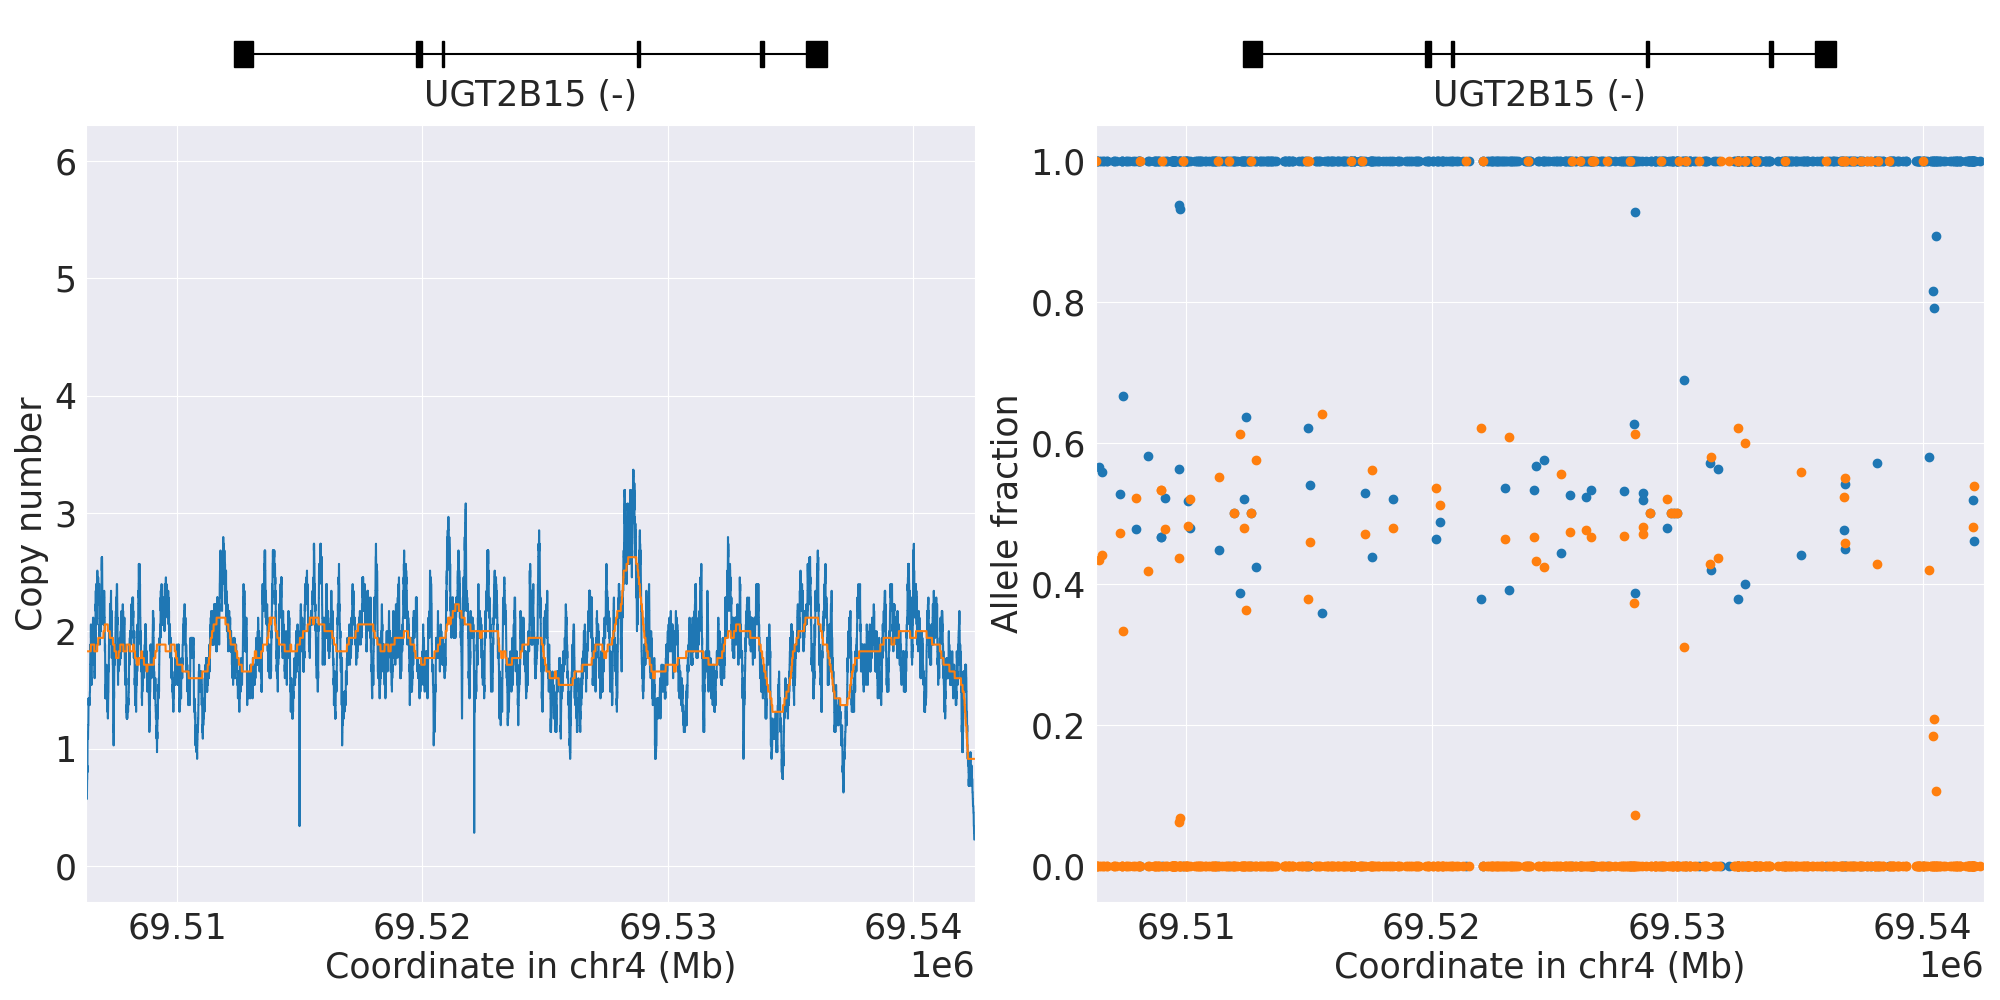 UGT2B15 (-)
Copy number
6
5
4
3
2
1
0
69.51
69.52
69.53
69.54
Coordinate in chr4 (Mb)
1e6
UGT2B15 (-)
Allele fraction
1.0
0.8
0.6
0.4
0.2
0.0
69.51
69.52
69.53
69.54
Coordinate in chr4 (Mb)
1e6